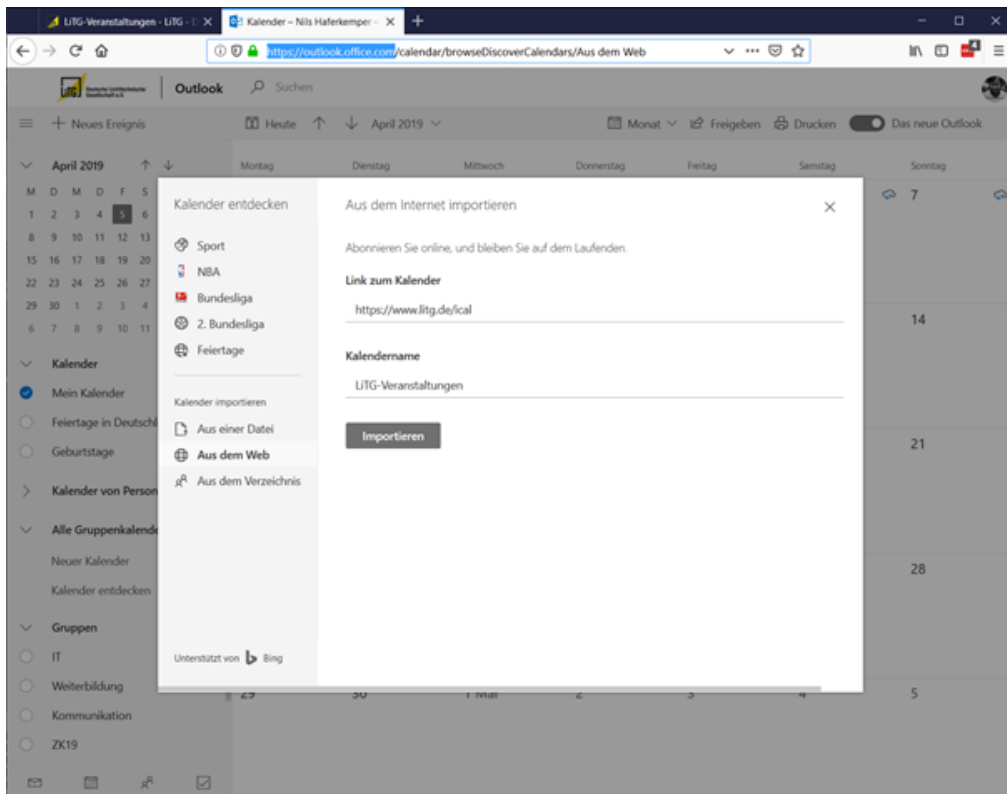 LiTG-Veranstaltungen - LiTG - D
Kalender – Nils Haferkemper –
https://outlook.office.com/calendar/browseDiscoverCalendars/Aus dem Web
4
Deutsche Lichttechnische
Gesellschaft e.V.
Outlook
Suchen
Neues Ereignis
Heute
April 2019
Monat
Freigeben
Drucken
Das neue Outlook
April 2019
M D M D F S
1 2 3 4 5 6
8 9 10 11 12 13
15 16 17 18 19 20
22 23 24 25 26 27
29 30 1 2 3 4
6 7 8 9 10 11
Kalender
Mein Kalender
Feiertage in Deutschl
Geburtstage
Kalender von Person
Alle Gruppenkalende
Neuer Kalender
Kalender entdecken
Gruppen
IT
Weiterbildung
Kommunikation
ZK19
Montag Dienstag Mittwoch Donnerstag Freitag Samstag Sonntag
7
14
21
28
29 30 1 Mai 2 3 4 5
Kalender entdecken
Sport
NBA
Bundesliga
2. Bundesliga
Feiertage
Kalender importieren
Aus einer Datei
Aus dem Web
Aus dem Verzeichnis
Unterstützt von Bing
Aus dem Internet importieren
Abonnieren Sie online, und bleiben Sie auf dem Laufenden.
Link zum Kalender
https://www.litg.de/ical
Kalendername
LiTG-Veranstaltungen
Importieren